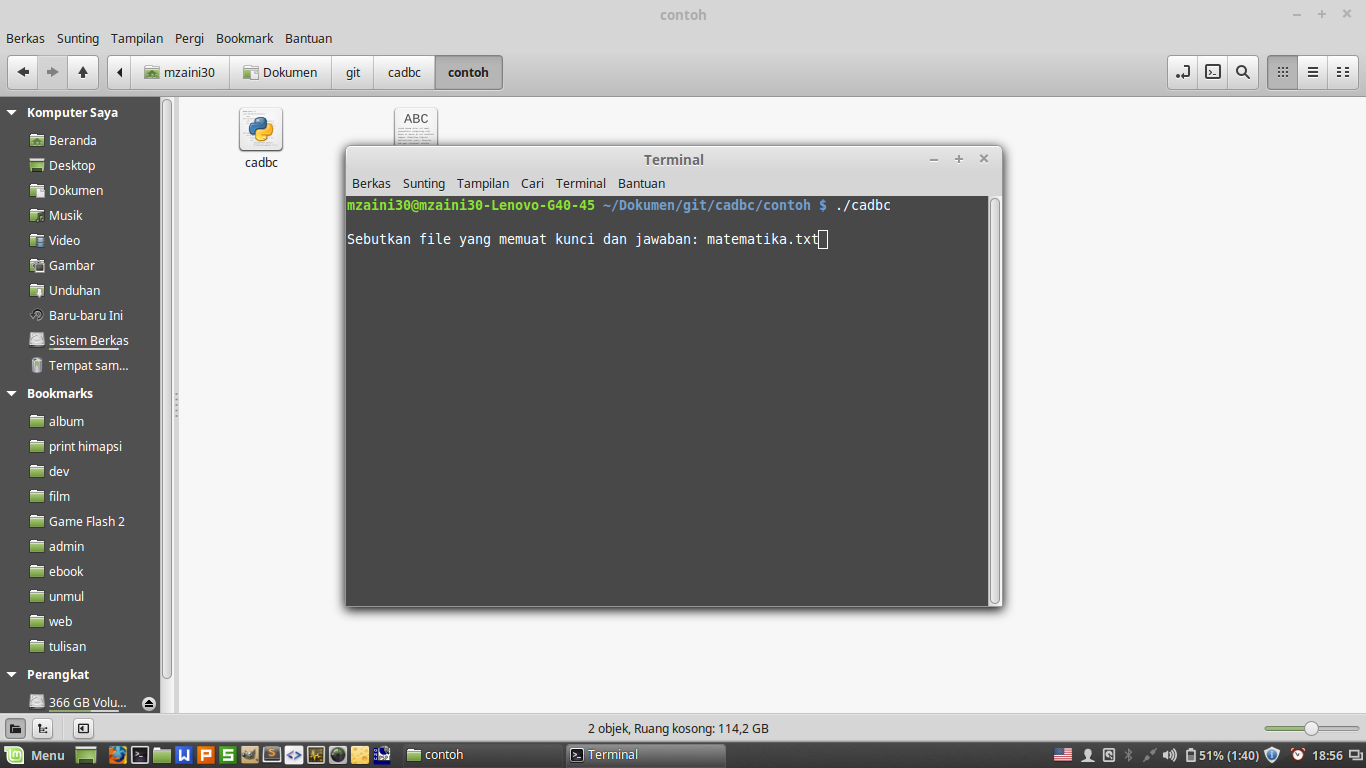 contoh
Berkas Sunting Tampilan Pergi Bookmark Bantuan
mzaini30 Dokumen git cadbc contoh
Komputer Saya
Beranda
Desktop
Dokumen
Musik
Video
Gambar
Unduhan
Baru-baru Ini
Sistem Berkas
Tempat sam...
Bookmarks
album
print himapsi
dev
film
Game Flash 2
admin
ebook
unmul
web
tulisan
Perangkat
366 GB Volu...
cadbc
ABC
Terminal
Berkas Sunting Tampilan Cari Terminal Bantuan
mzaini30@mzaini30-Lenovo-G40-45 ~/Dokumen/git/cadbc/contoh $ ./cadbc
Sebutkan file yang memuat kunci dan jawaban: matematika.txt
2 objek, Ruang kosong: 114,2 GB
Menu W P S contoh Terminal 51% (1:40) 18:56